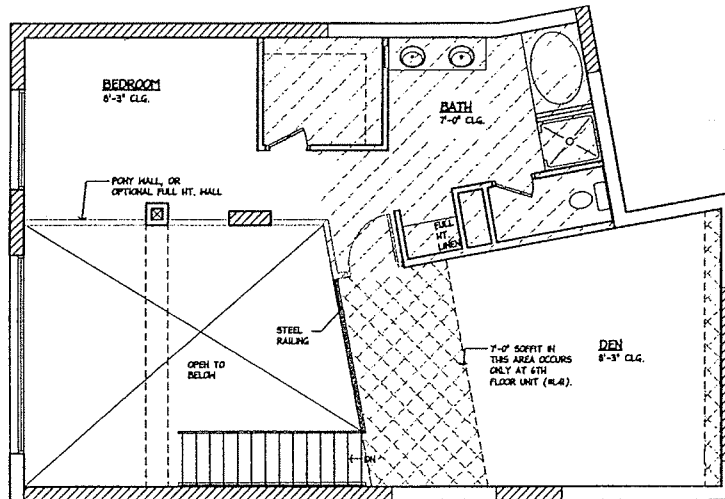 BEDROOM
8'-3" CLG.
BATH
7'-0" CLG.
PONY WALL, OR
OPTIONAL FULL HT. WALL
FULL
HT
LINEN
STEEL
RAILING
OPEN TO
BELOW
7'-0" SOFFIT IN
THIS AREA OCCURS
ONLY AT 6TH
FLOOR UNIT
DEN
8'-3" CLG.
DN